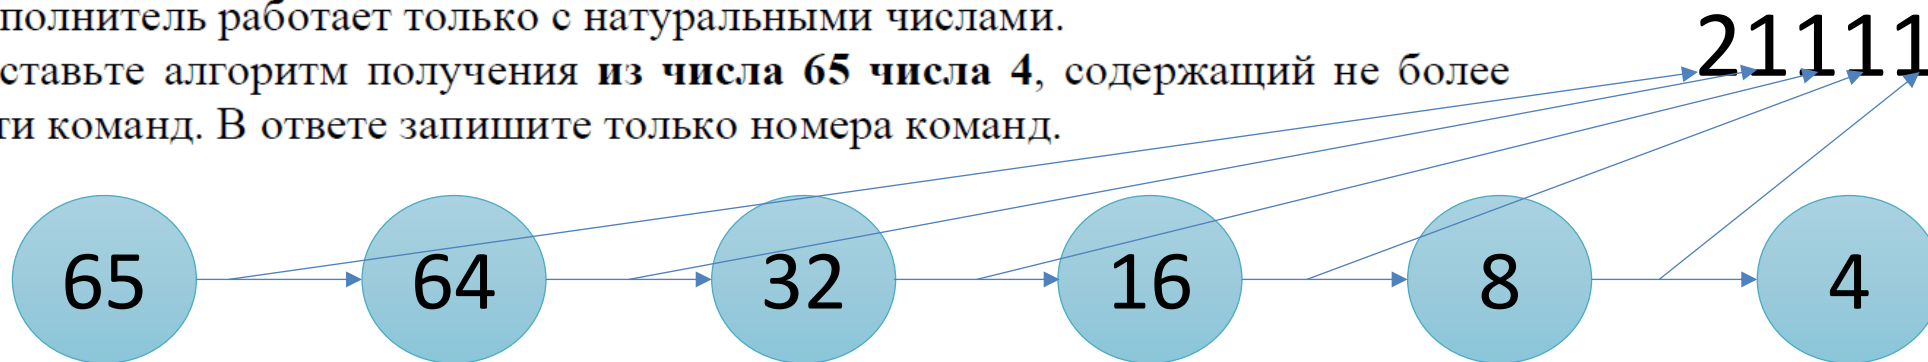 полнитель работает только с натуральными числами.
21111
ставьте алгоритм получения из числа 65 числа 4, содержащий не более
ти команд. В ответе запишите только номера команд.
65 64 32 16 8 4